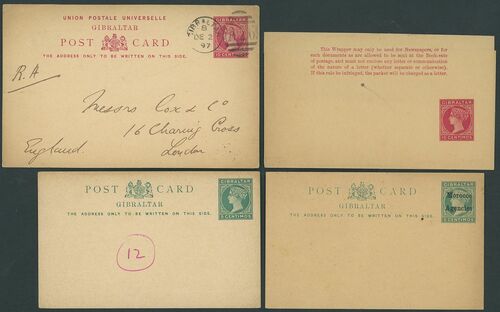 UNION POSTALE UNIVERSELLE
GIBRALTAR
POST CARD
THE ADDRESS ONLY TO BE WRITTEN ON THIS SIDE.
GIBRALTAR
8
DE 2
97
R.A
Messrs Cox & Co
16 Charing Cross
London
England
This Wrapper may only be used for Newspapers, or for
such documents as are allowed to be sent at the Book-rate
of postage, and must not enclose any letter or communication
of the nature of a letter (whether separate or otherwise).
If this rule be infringed, the packet will be charged as a letter.
GIBRALTAR
10 CENTIMOS
POST CARD
GIBRALTAR
THE ADDRESS ONLY TO BE WRITTEN ON THIS SIDE.
GIBRALTAR
5 CENTIMOS
12
POST CARD
GIBRALTAR
THE ADDRESS ONLY TO BE WRITTEN ON THIS SIDE.
Morocco
Agencies
5 CENTIMOS